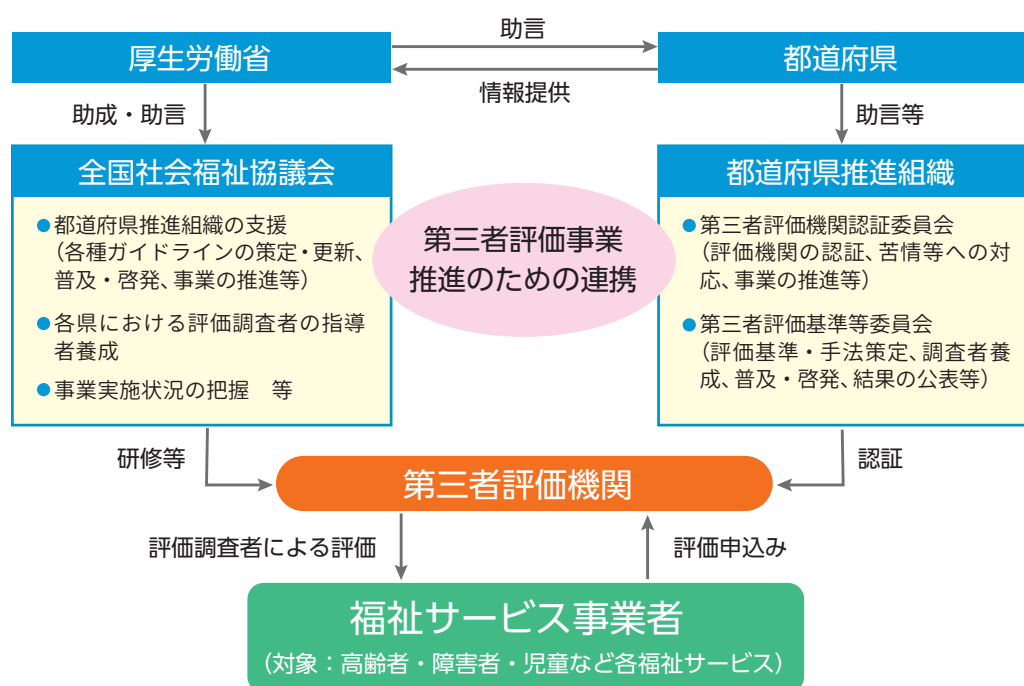 助言
厚生労働省
都道府県
情報提供
助成・助言
助言等
全国社会福祉協議会
●都道府県推進組織の支援
(各種ガイドラインの策定・更新、
普及・啓発、事業の推進等)
●各県における評価調査者の指導
者養成
●事業実施状況の把握　等
第三者評価事業
推進のための連携
都道府県推進組織
●第三者評価機関認証委員会
(評価機関の認証、苦情等への対
応、事業の推進等)
●第三者評価基準等委員会
(評価基準・手法策定、調査者養
成、普及・啓発、結果の公表等)
研修等
認証
第三者評価機関
評価調査者による評価
評価申込み
福祉サービス事業者
(対象：高齢者・障害者・児童など各福祉サービス)